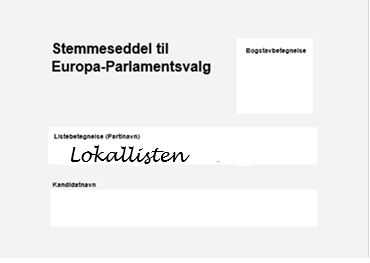 Stemmeseddel til
Europa-Parlamentsvalg
Bogstavbetegnelse
Listebetegnelse (Partinavn)
Lokallisten
Kandidatnavn